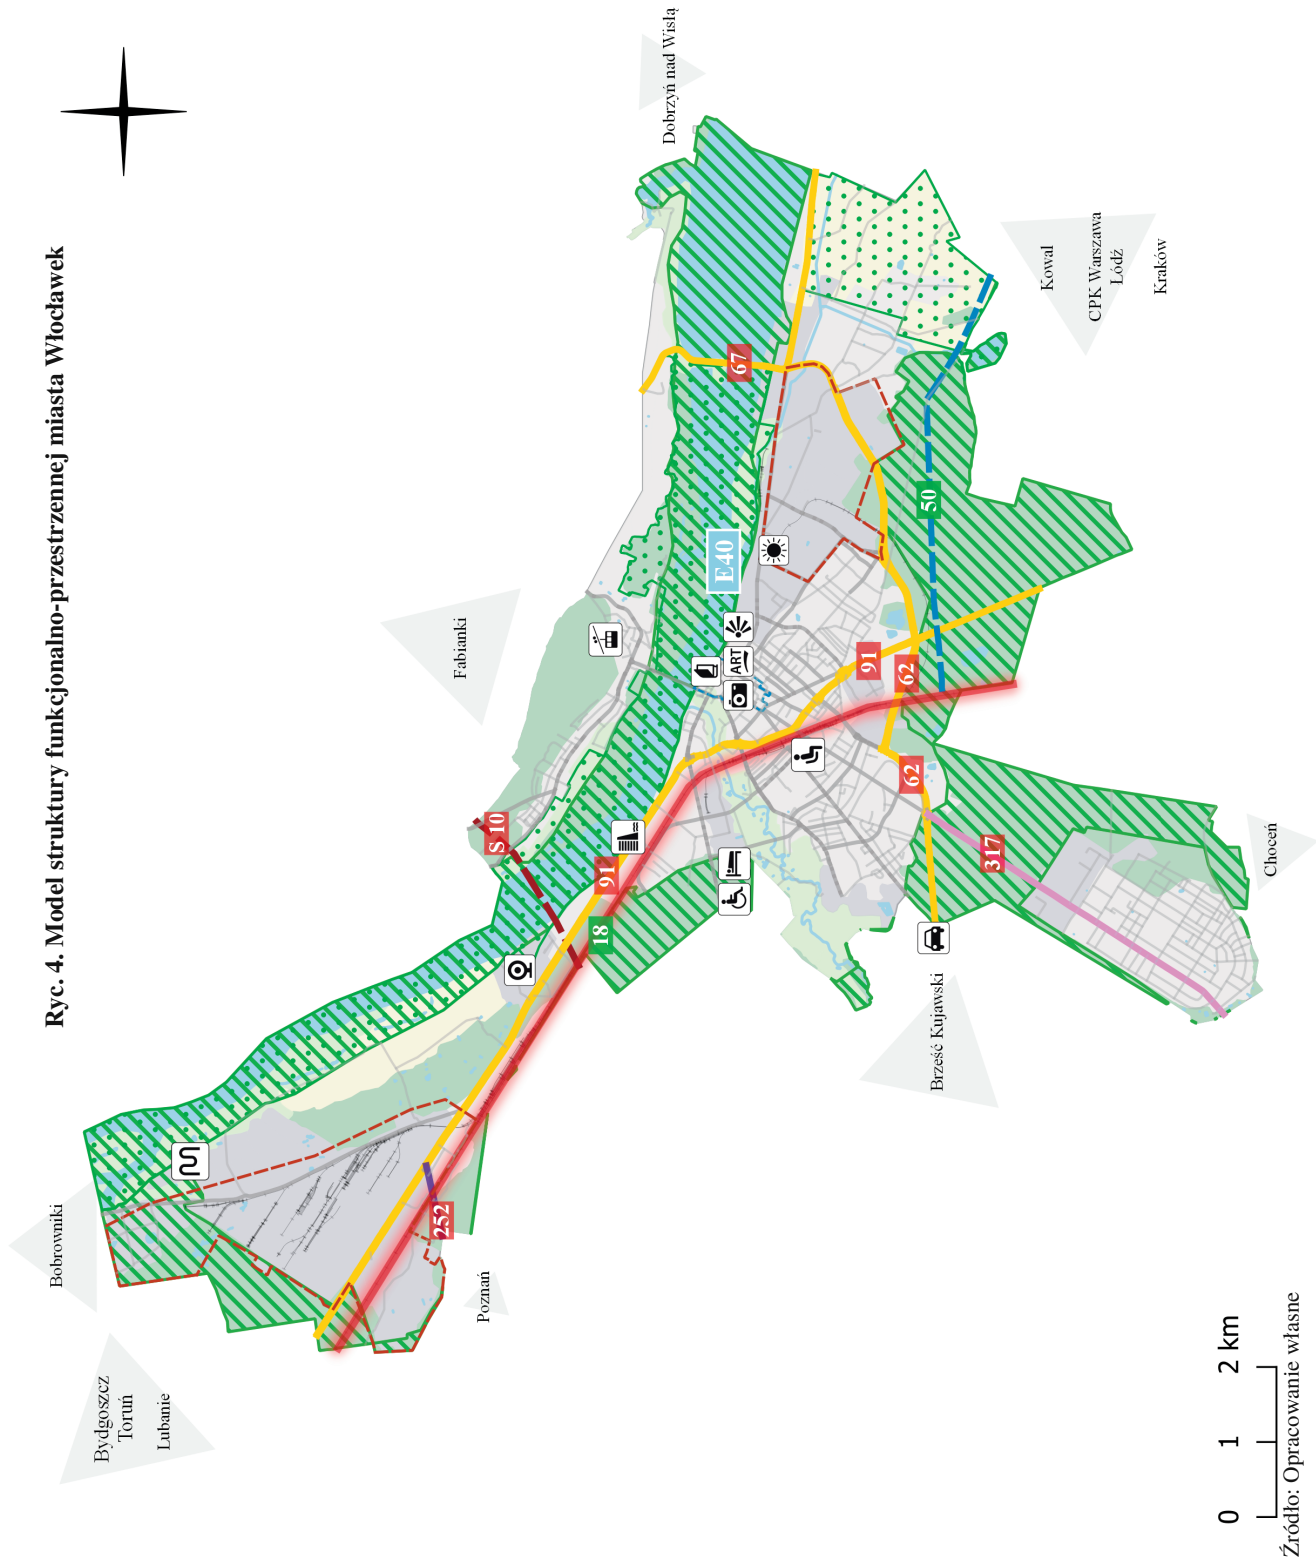 Ryc. 4. Model struktury funkcjonalno-przestrzennej miasta Włocławek
Bydgoszcz
Toruń
Lubanie
Bobrowniki
Poznań
252
S 10
91
18
Fabianki
Brześć Kujawski
E40
ART
67
91
62
62
50
317
Dobrzyń nad Wisłą
Kowal
CPK Warszawa
Łódź
Kraków
Choceń
0 1 2 km
Źródło: Opracowanie własne